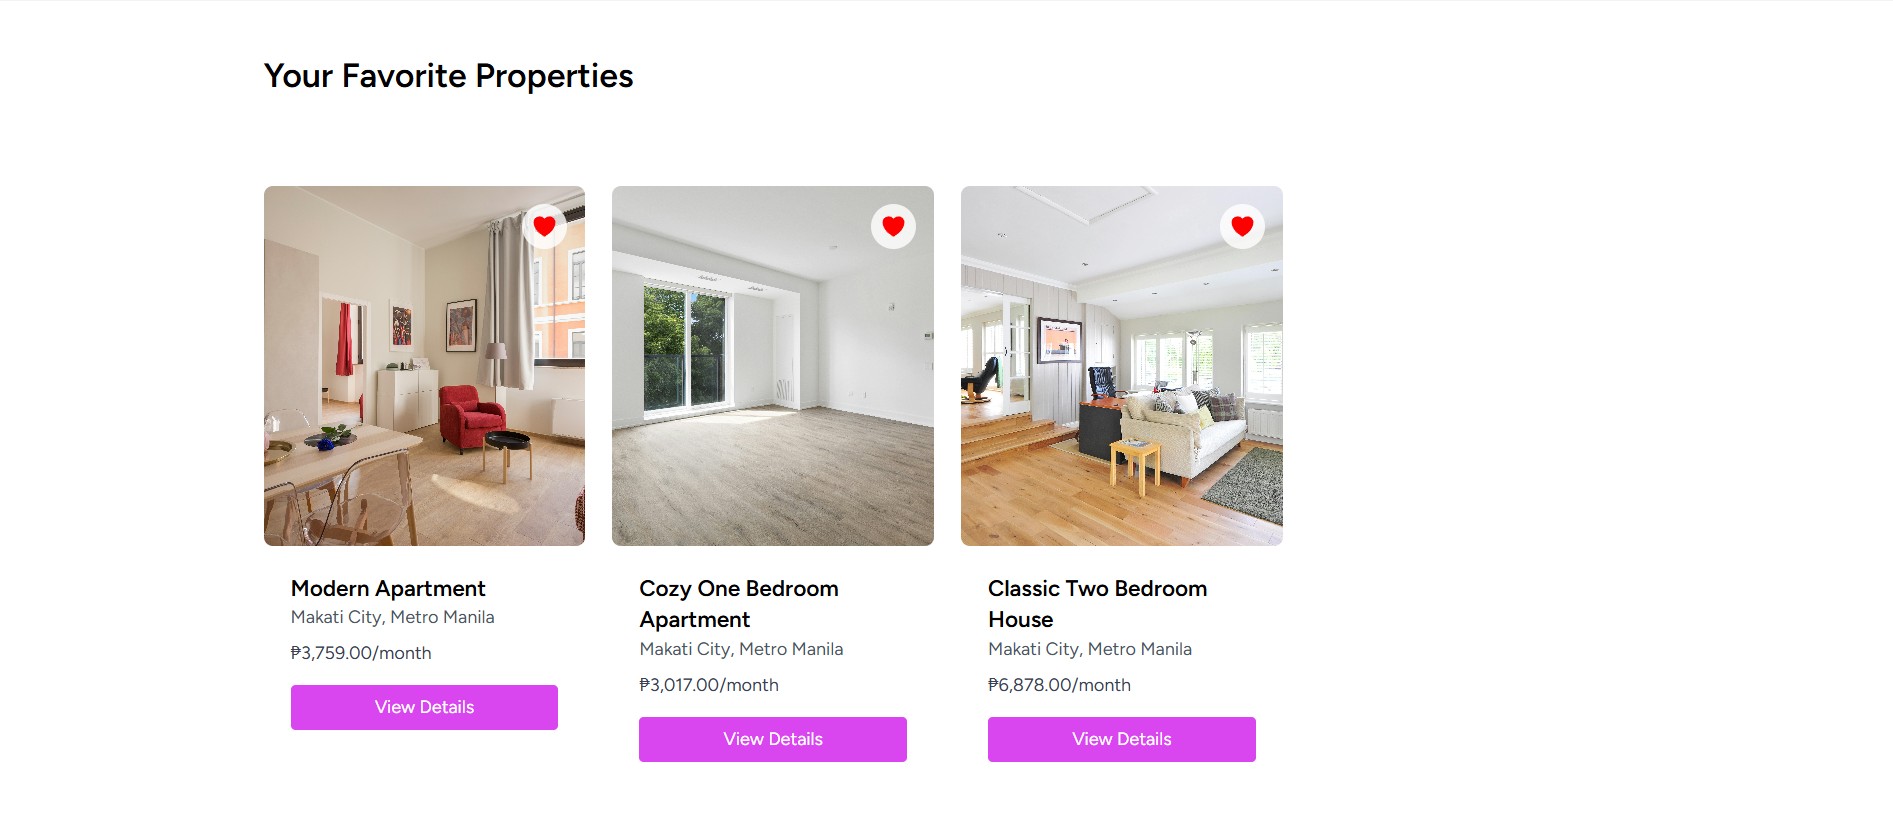 Your Favorite Properties
Modern Apartment
Makati City, Metro Manila
₱3,759.00/month
View Details
Cozy One Bedroom
Apartment
Makati City, Metro Manila
₱3,017.00/month
View Details
Classic Two Bedroom
House
Makati City, Metro Manila
₱6,878.00/month
View Details